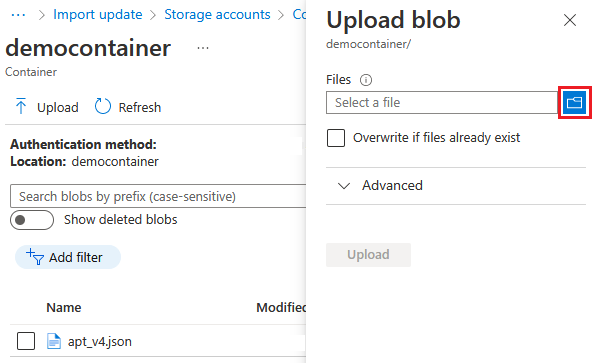 ··· > Import update > Storage accounts > Co
democontainer ···
Container
Upload Refresh
Authentication method:
Location: democontainer
Search blobs by prefix (case-sensitive)
Show deleted blobs
Add filter
Name Modified
apt_v4.json
Upload blob
democontainer/
Files
Select a file
Overwrite if files already exist
Advanced
Upload